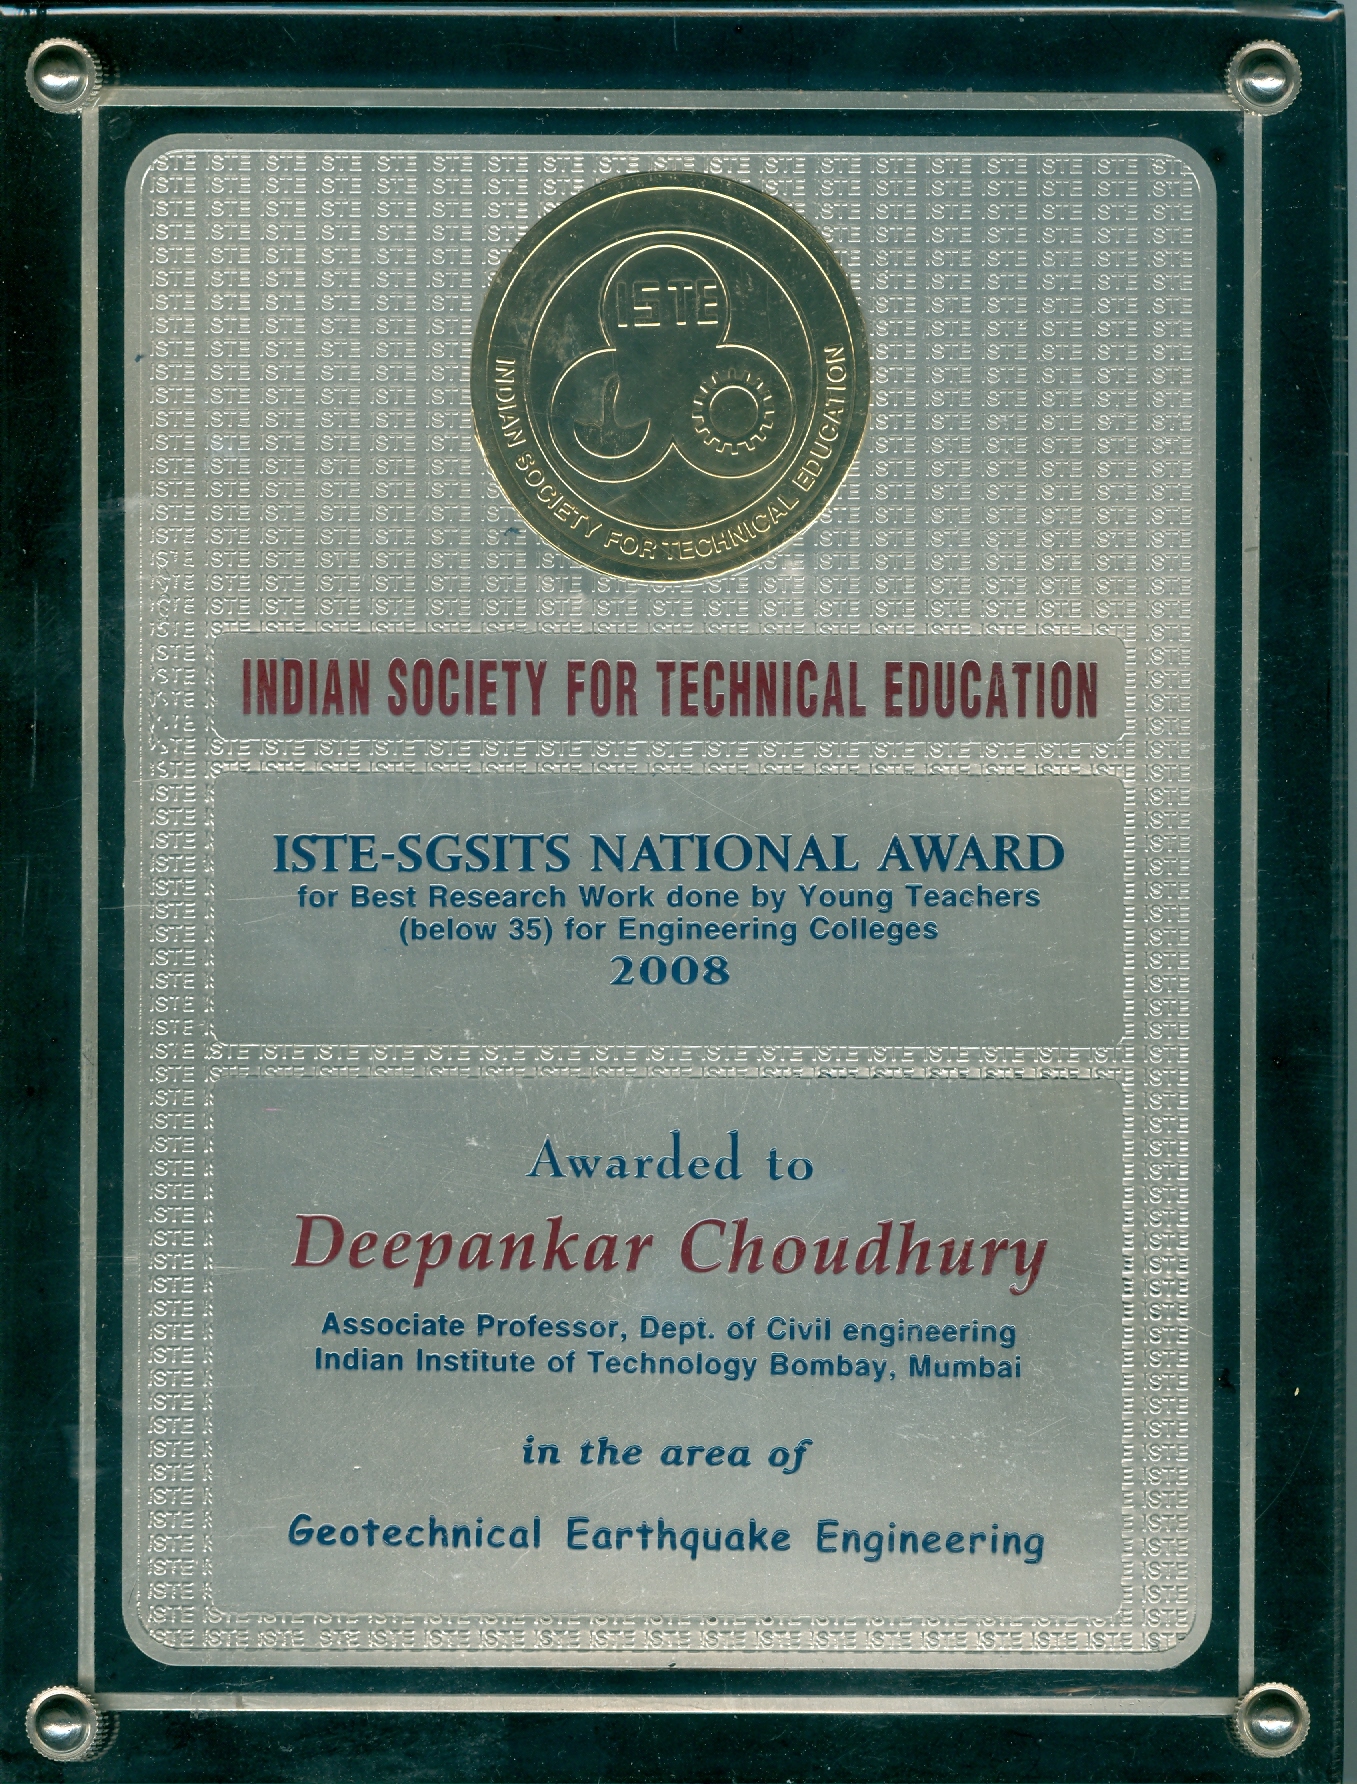 ISTE
INDIAN SOCIETY FOR TECHNICAL EDUCATION
INDIAN SOCIETY FOR TECHNICAL EDUCATION
ISTE-SGSITS NATIONAL AWARD
for Best Research Work done by Young Teachers
(below 35) for Engineering Colleges
2008
Awarded to
Deepankar Choudhury
Associate Professor, Dept. of Civil engineering
Indian Institute of Technology Bombay, Mumbai
in the area of
Geotechnical Earthquake Engineering